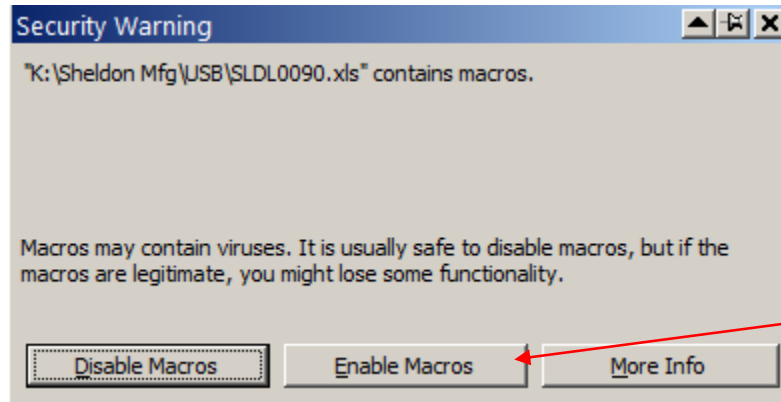 Security Warning
"K:\Sheldon Mfg\USB\SLDL0090.xls" contains macros.
Macros may contain viruses. It is usually safe to disable macros, but if the
macros are legitimate, you might lose some functionality.
Disable Macros Enable Macros More Info